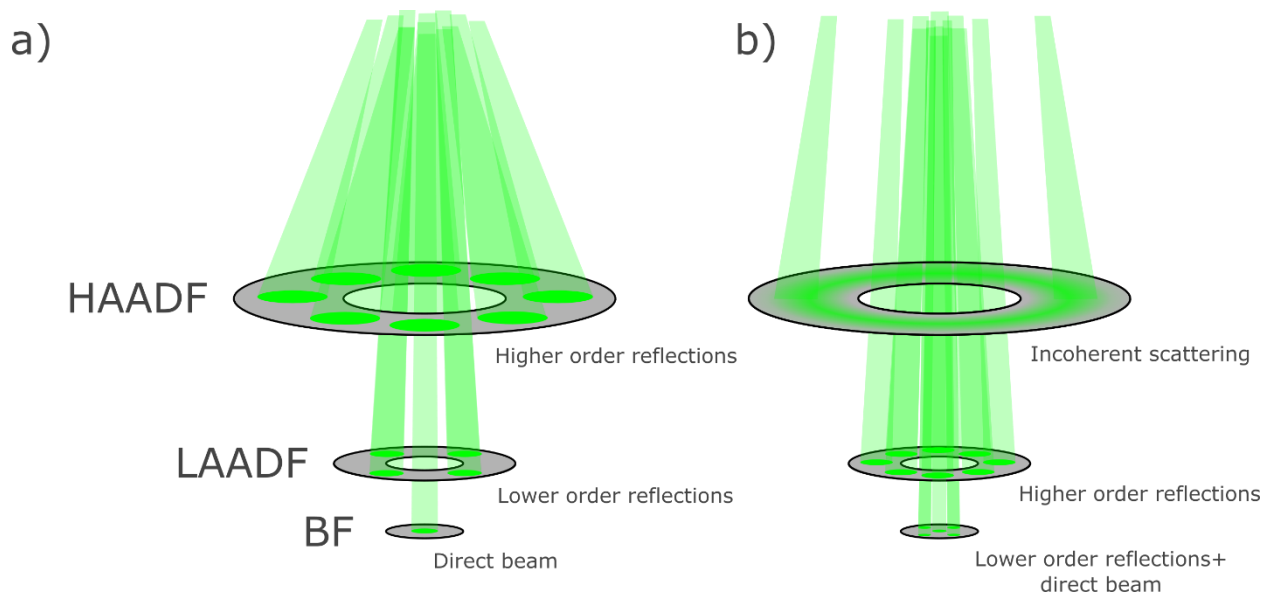 a)
HAADF
Higher order reflections
LAADF
Lower order reflections
BF
Direct beam
b)
Incoherent scattering
Higher order reflections
Lower order reflections+
direct beam